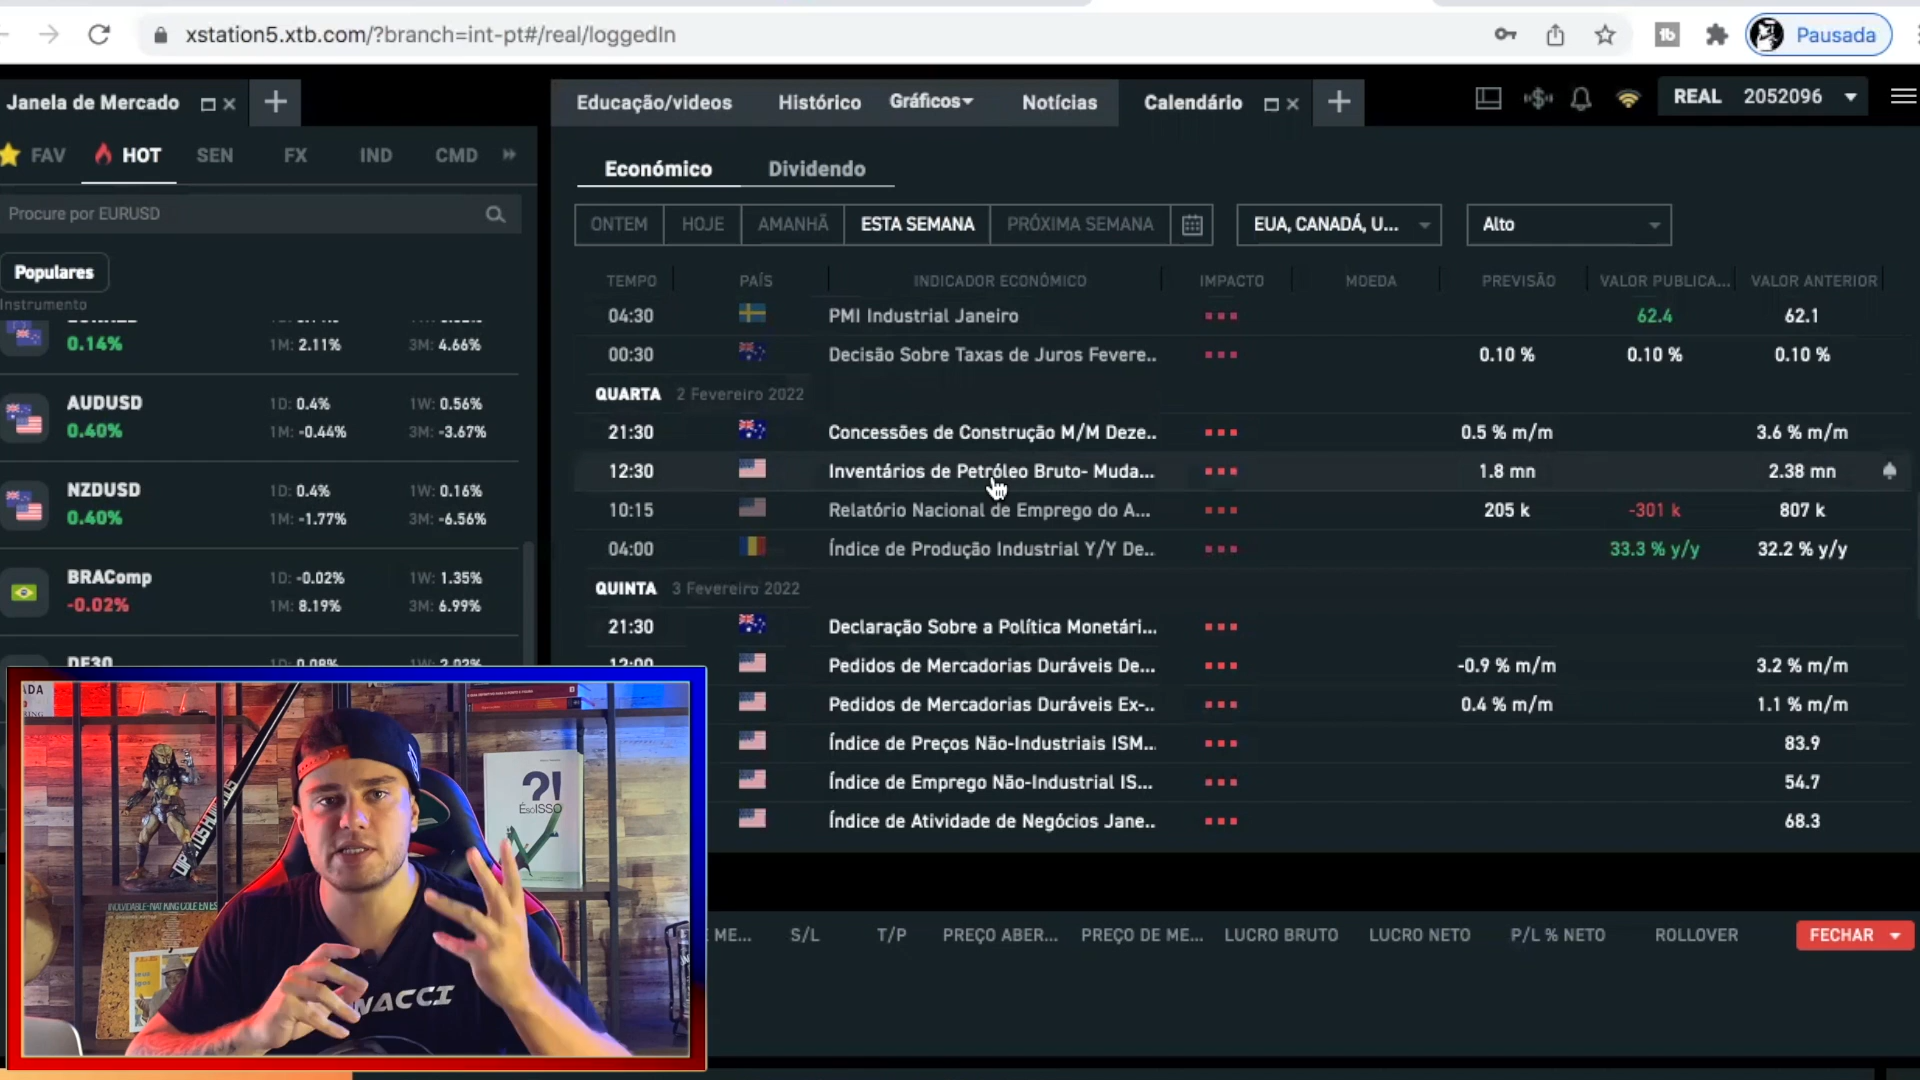 xstation5.xtb.com/?branch=int-pt#/real/loggedIn
Pausada
Janela de Mercado
Educação/videos Histórico Gráficos Notícias Calendário
REAL 2052096
FAV HOT SEN FX IND CMD
Procure por EURUSD
Populares
Instrumento
0.14% 1M: 2.11% 3M: 4.66%
AUDUSD 1D: 0.4% 1W: 0.56%
0.40% 1M: -0.44% 3M: -3.67%
NZDUSD 1D: 0.4% 1W: 0.16%
0.40% 1M: -1.77% 3M: -6.56%
BRAComp 1D: -0.02% 1W: 1.35%
-0.02% 1M: 8.19% 3M: 6.99%
DE30 1D: 0.08% 1W: 2.02%
Económico Dividendo
ONTEM HOJE AMANHÃ ESTA SEMANA PRÓXIMA SEMANA EUA, CANADÁ, U... Alto
TEMPO PAÍS INDICADOR ECONÓMICO IMPACTO MOEDA PREVISÃO VALOR PUBLICA... VALOR ANTERIOR
04:30 PMI Industrial Janeiro 62.4 62.1
00:30 Decisão Sobre Taxas de Juros Fevere.. 0.10 % 0.10 % 0.10 %
QUARTA 2 Fevereiro 2022
21:30 Concessões de Construção M/M Deze.. 0.5 % m/m 3.6 % m/m
12:30 Inventários de Petróleo Bruto- Muda... 1.8 mn 2.38 mn
10:15 Relatório Nacional de Emprego do A... 205 k -301 k 807 k
04:00 Índice de Produção Industrial Y/Y De.. 33.3 % y/y 32.2 % y/y
QUINTA 3 Fevereiro 2022
21:30 Declaração Sobre a Política Monetári...
12:00 Pedidos de Mercadorias Duráveis De... -0.9 % m/m 3.2 % m/m
Pedidos de Mercadorias Duráveis Ex-.. 0.4 % m/m 1.1 % m/m
Índice de Preços Não-Industriais ISM... 83.9
Índice de Emprego Não-Industrial IS... 54.7
Índice de Atividade de Negócios Jane.. 68.3
ME... S/L T/P PREÇO ABER... PREÇO DE ME... LUCRO BRUTO LUCRO NETO P/L % NETO ROLLOVER FECHAR
?!
ÉsóISSO
NACCI